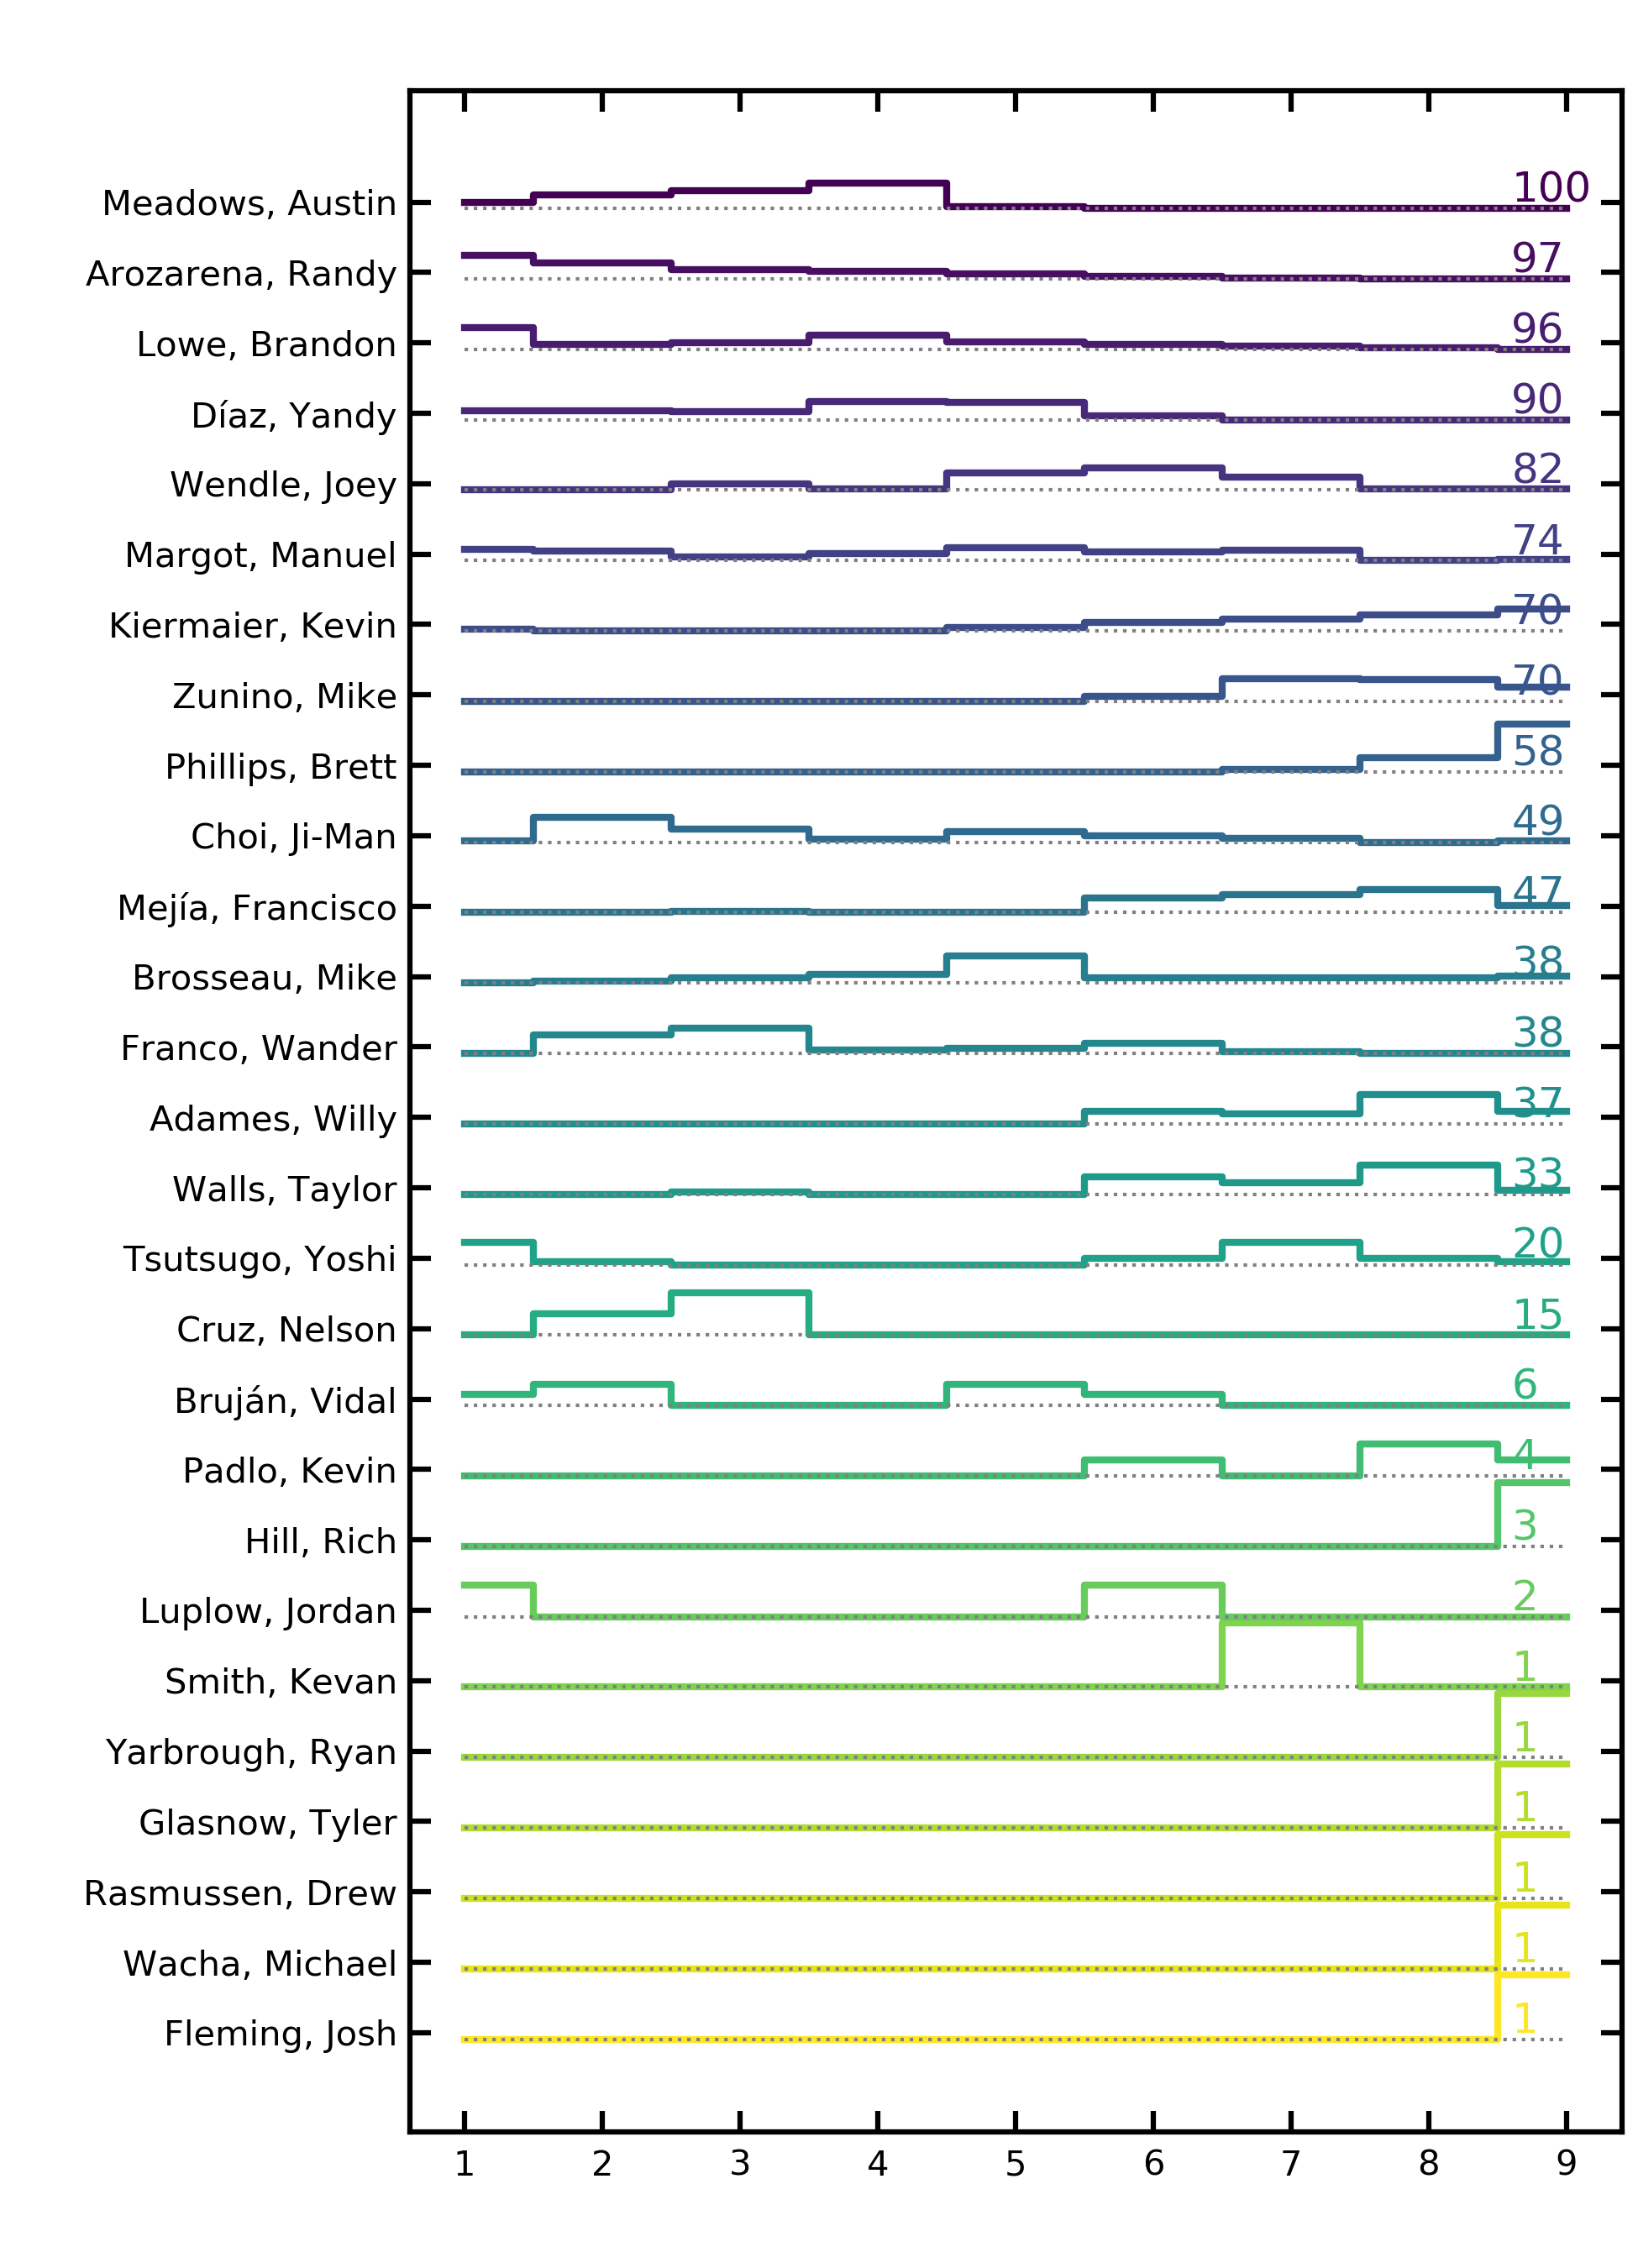 Meadows, Austin 100
Arozarena, Randy 97
Lowe, Brandon 96
Díaz, Yandy 90
Wendle, Joey 82
Margot, Manuel 74
Kiermaier, Kevin 70
Zunino, Mike 70
Phillips, Brett 58
Choi, Ji-Man 49
Mejía, Francisco 47
Brosseau, Mike 38
Franco, Wander 38
Adames, Willy 37
Walls, Taylor 33
Tsutsugo, Yoshi 20
Cruz, Nelson 15
Bruján, Vidal 6
Padlo, Kevin 4
Hill, Rich 3
Luplow, Jordan 2
Smith, Kevan 1
Yarbrough, Ryan 1
Glasnow, Tyler 1
Rasmussen, Drew 1
Wacha, Michael 1
Fleming, Josh 1
1 2 3 4 5 6 7 8 9